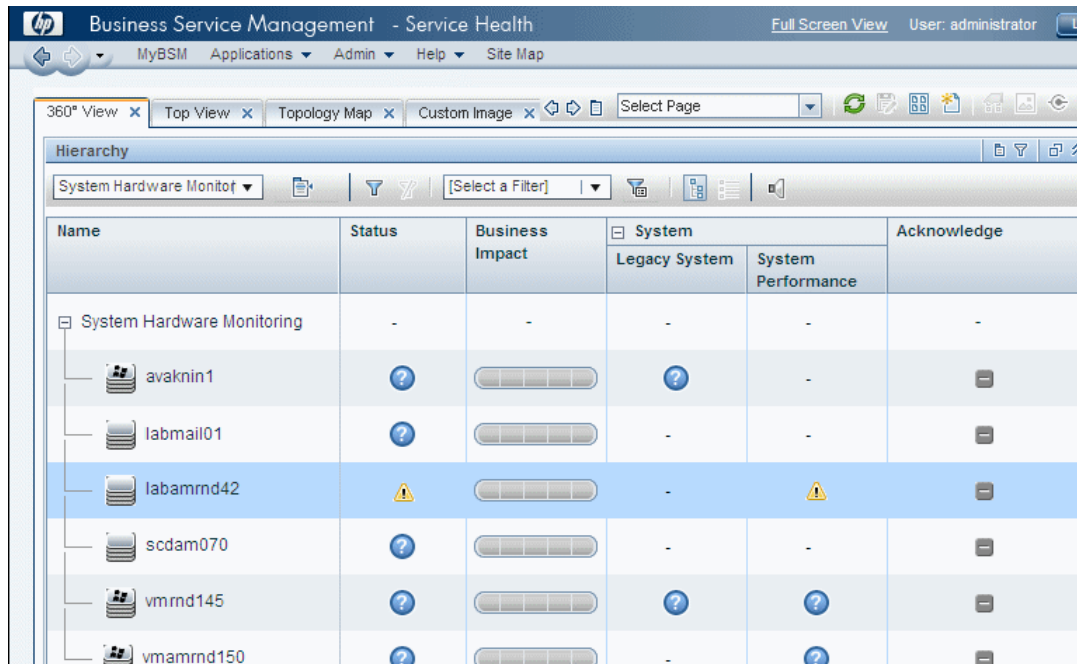 hp Business Service Management - Service Health Full Screen View User: administrator L
MyBSM Applications Admin Help Site Map
360° View Top View Topology Map Custom Image Select Page
Hierarchy
System Hardware Monitor [Select a Filter]
Name Status Business Impact System Acknowledge
Legacy System System Performance
System Hardware Monitoring - - - - -
avaknin1 -
labmail01 - -
labamrnd42 -
scdam070 - -
vmrnd145
vmamrnd150 -